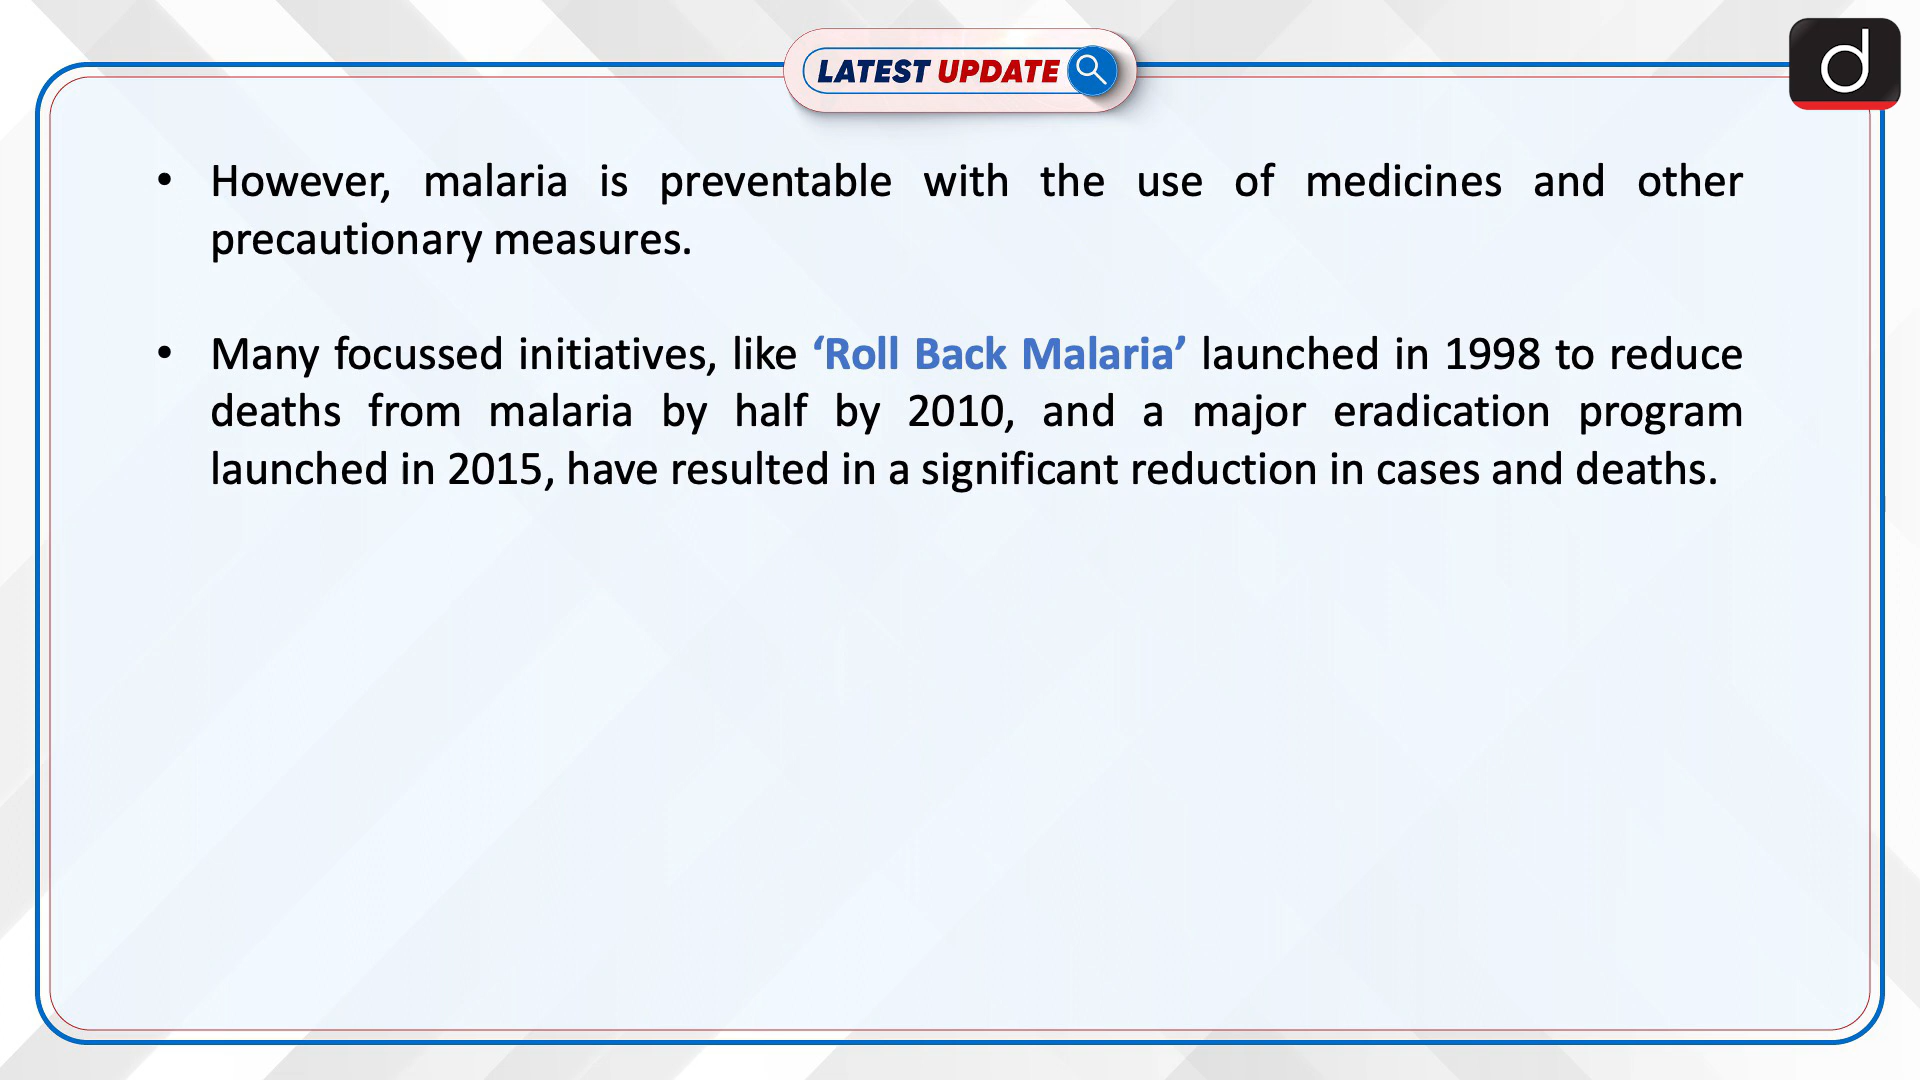 LATEST UPDATE
d
• However, malaria is preventable with the use of medicines and other
precautionary measures.
• Many focussed initiatives, like ‘Roll Back Malaria’ launched in 1998 to reduce
deaths from malaria by half by 2010, and a major eradication program
launched in 2015, have resulted in a significant reduction in cases and deaths.